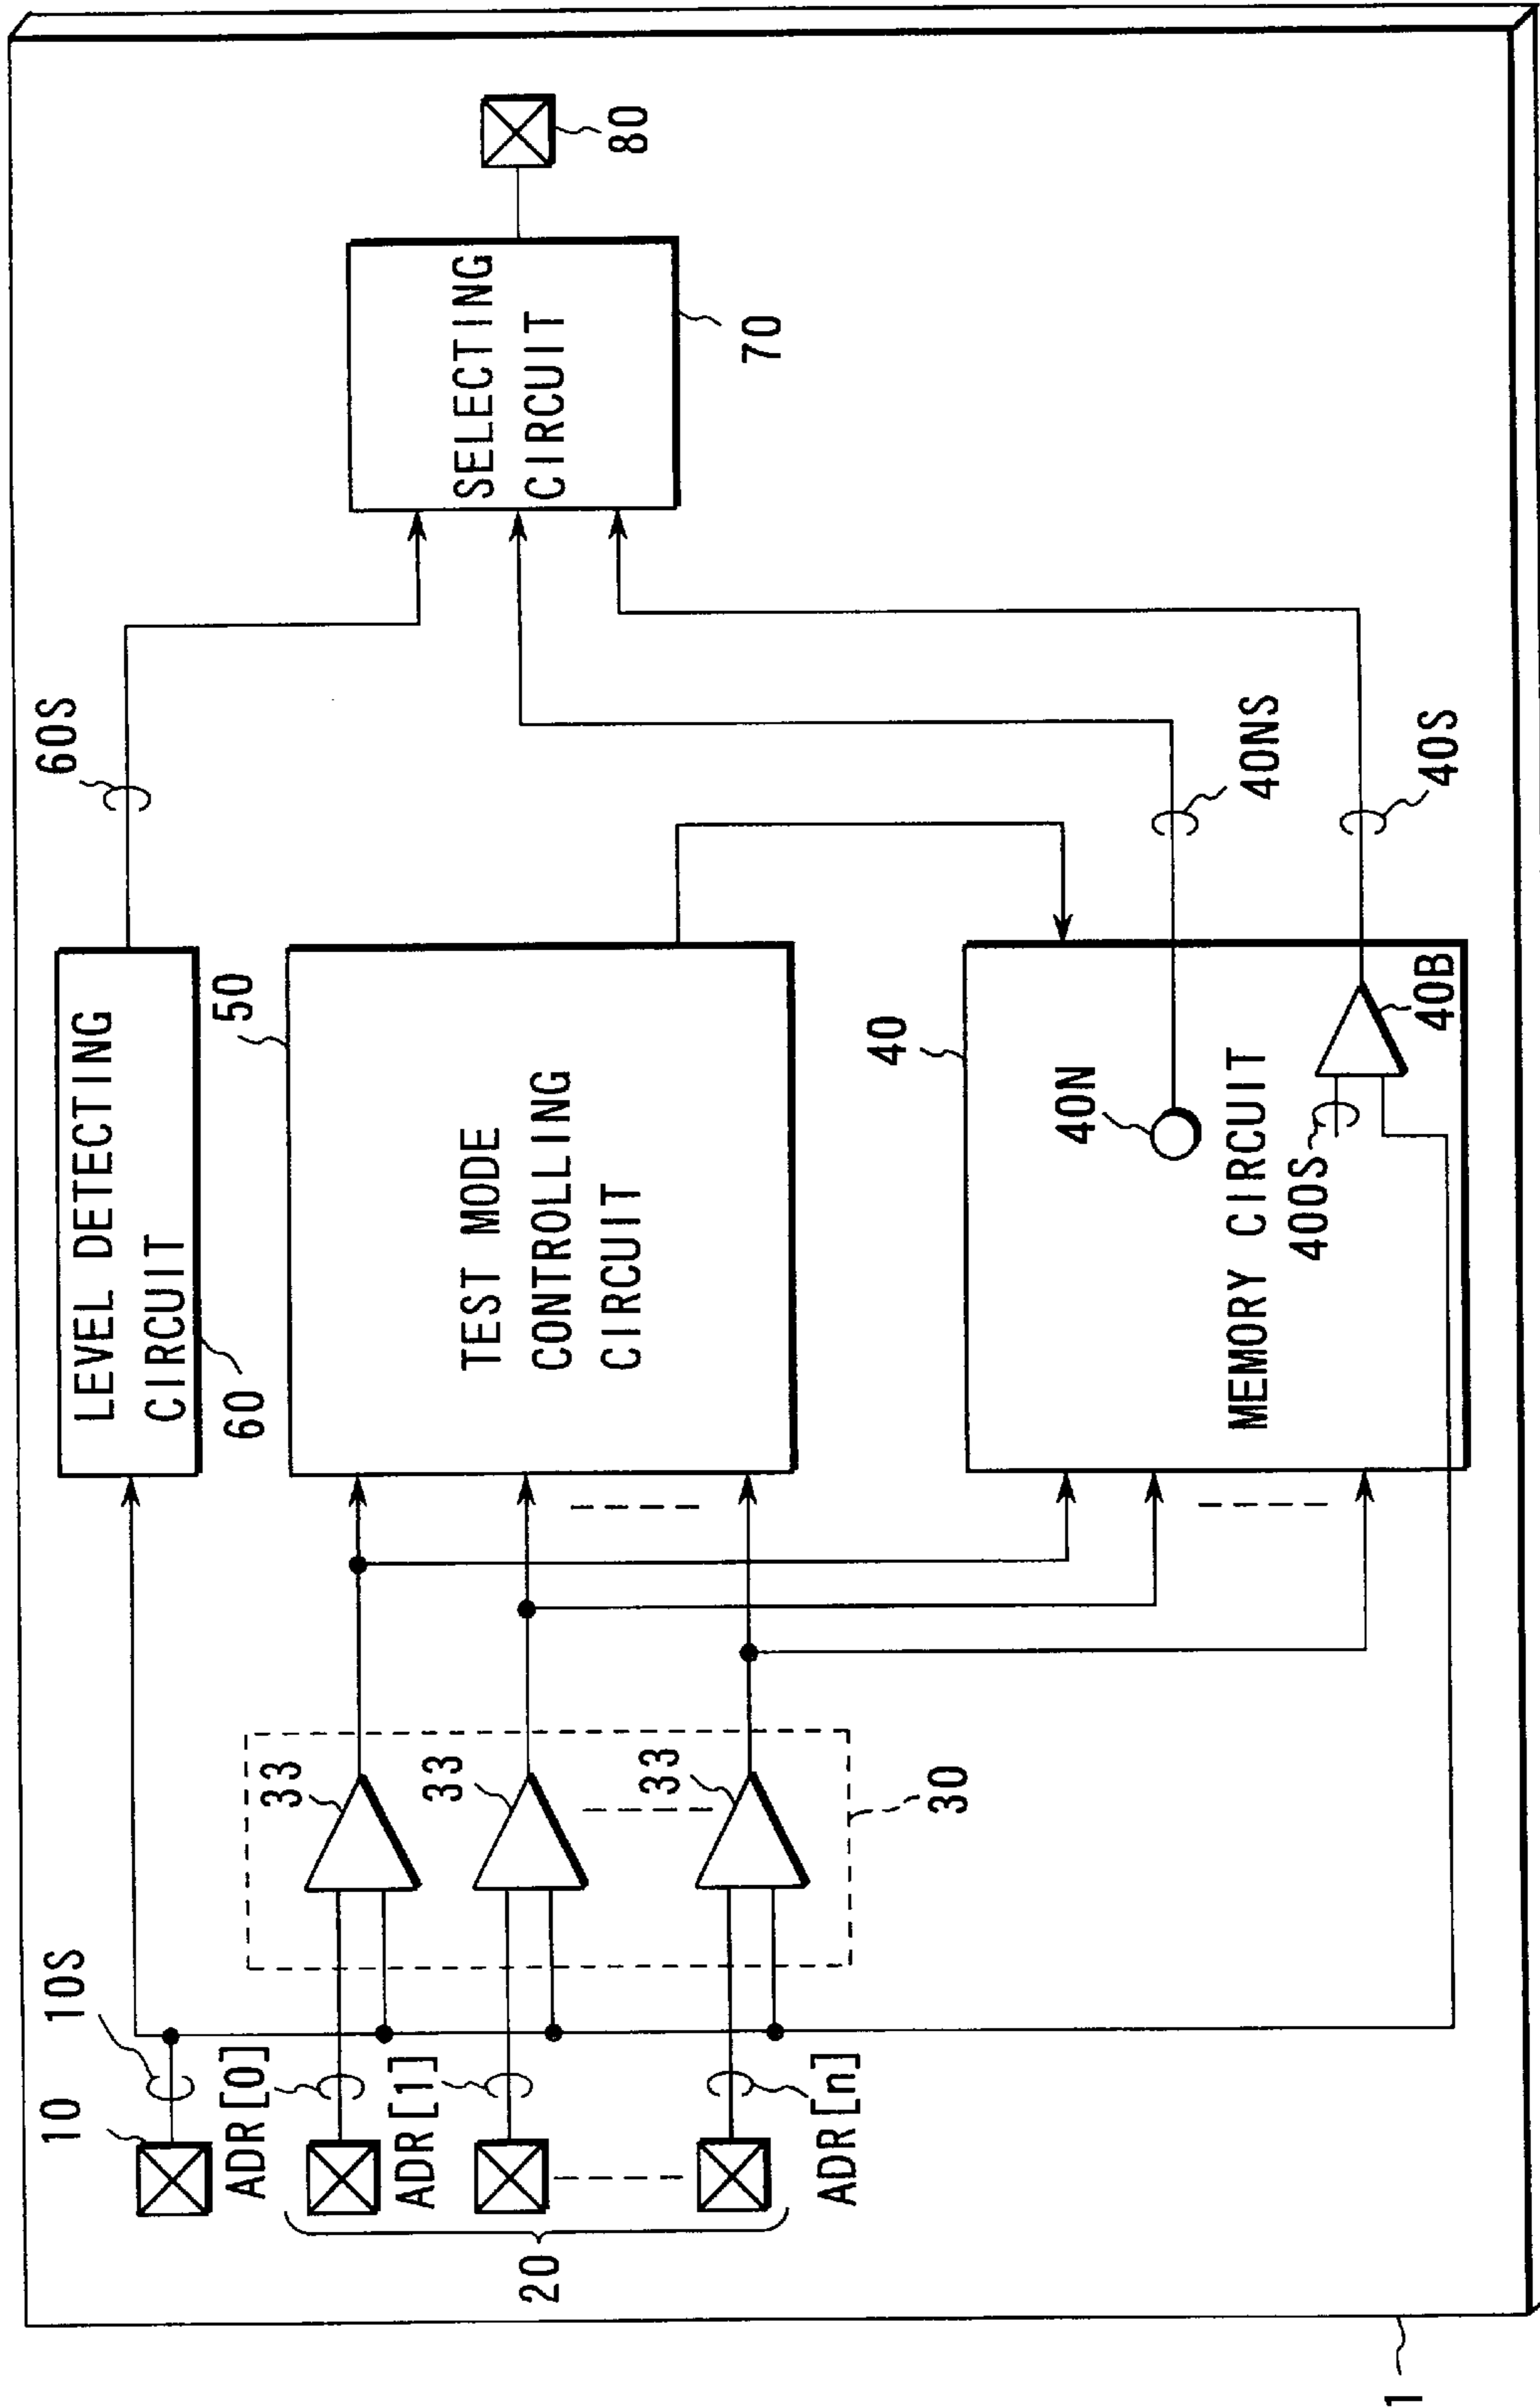 10
10S
ADR[0]
ADR[1]
ADR[n]
20
33
33
33
30
LEVEL DETECTING
CIRCUIT
60
60S
50
TEST MODE
CONTROLLING
CIRCUIT
40
40N
MEMORY CIRCUIT
400S
40B
40NS
40S
SELECTING
CIRCUIT
70
80
1